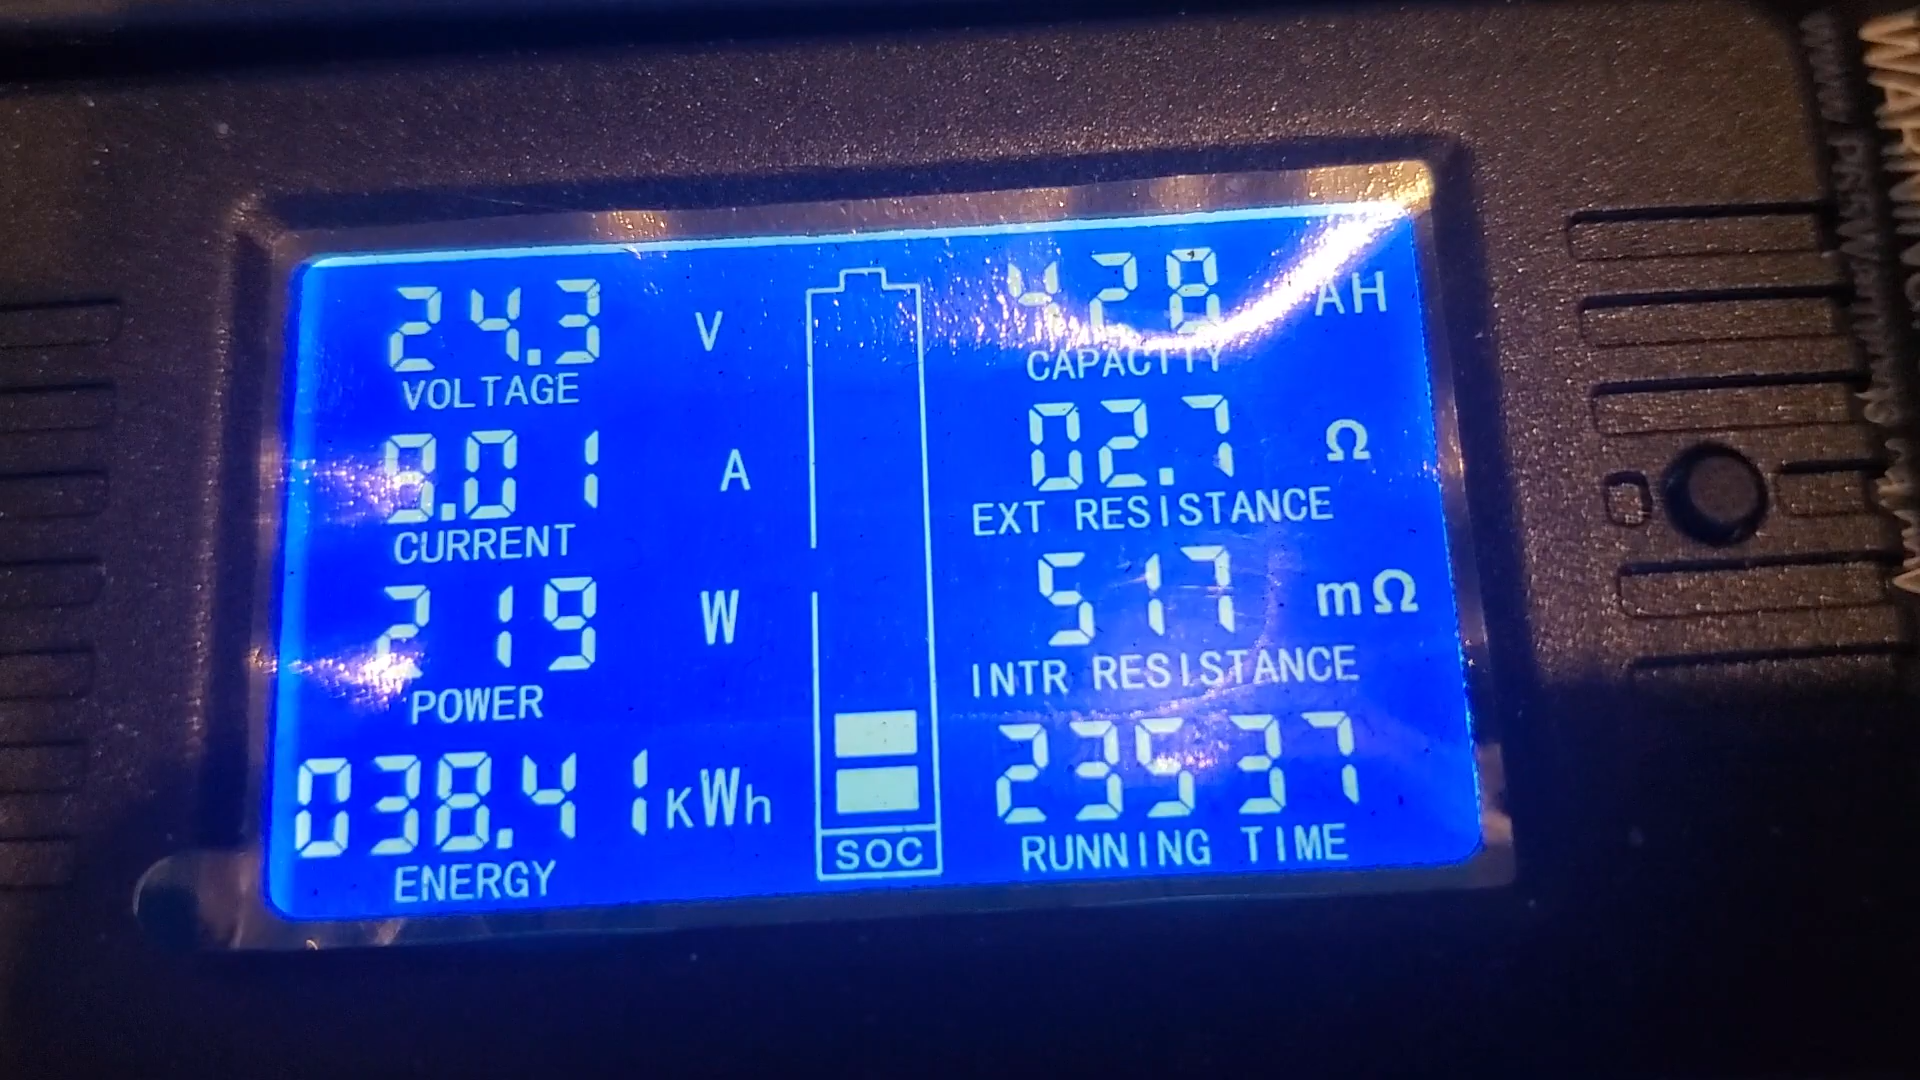 24.3 V
VOLTAGE
9.01 A
CURRENT
219 W
POWER
038.41 KWh
ENERGY
SOC
428 AH
CAPACITY
02.7 Ω
EXT RESISTANCE
517 mΩ
INTR RESISTANCE
23537
RUNNING TIME